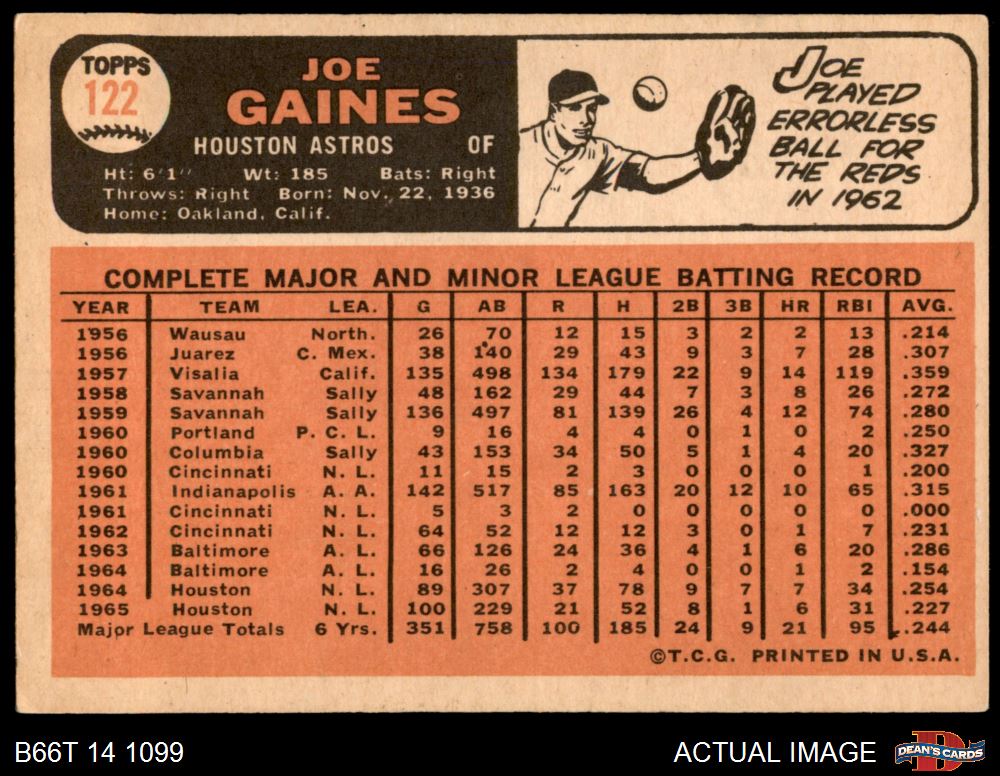 TOPPS
122
JOE
GAINES
HOUSTON ASTROS OF
Ht: 6'1" Wt: 185 Bats: Right
Throws: Right Born: Nov. 22, 1936
Home: Oakland, Calif.
JOE
PLAYED
ERRORLESS
BALL FOR
THE REDS
IN 1962
COMPLETE MAJOR AND MINOR LEAGUE BATTING RECORD
YEAR TEAM LEA. G AB R H 2B 3B HR RBI AVG.
1956 Wausau North. 26 70 12 15 3 2 2 13 .214
1956 Juarez C. Mex. 38 140 29 43 9 3 7 28 .307
1957 Visalia Calif. 135 498 134 179 22 9 14 119 .359
1958 Savannah Sally 48 162 29 44 7 3 8 26 .272
1959 Savannah Sally 136 497 81 139 26 4 12 74 .280
1960 Portland P. C. L. 9 16 4 4 0 1 0 2 .250
1960 Columbia Sally 43 153 34 50 5 1 4 20 .327
1960 Cincinnati N. L. 11 15 2 3 0 0 0 1 .200
1961 Indianapolis A. A. 142 517 85 163 20 12 10 65 .315
1961 Cincinnati N. L. 5 3 2 0 0 0 0 0 .000
1962 Cincinnati N. L. 64 52 12 12 3 0 1 7 .231
1963 Baltimore A. L. 66 126 24 36 4 1 6 20 .286
1964 Baltimore A. L. 16 26 2 4 0 0 1 2 .154
1964 Houston N. L. 89 307 37 78 9 7 7 34 .254
1965 Houston N. L. 100 229 21 52 8 1 6 31 .227
Major League Totals 6 Yrs. 351 758 100 185 24 9 21 95 .244
©T.C.G. PRINTED IN U.S.A.
B66T 14 1099 ACTUAL IMAGE DEAN'S CARDS